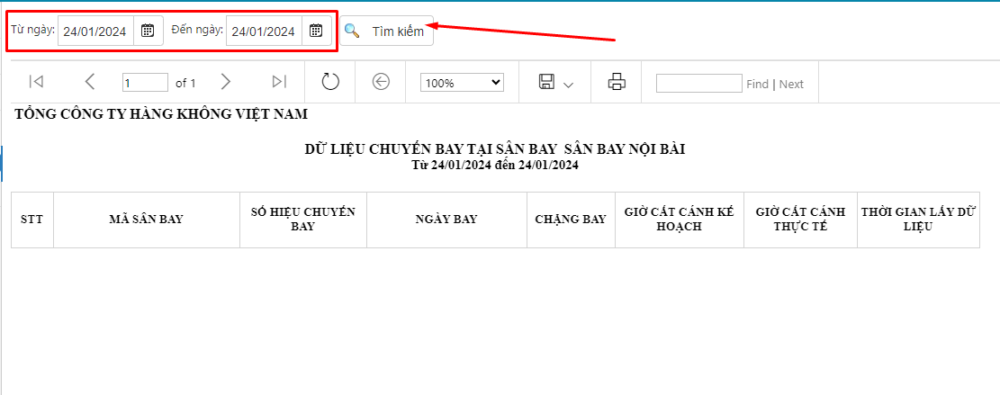 Từ ngày: 24/01/2024 Đến ngày: 24/01/2024 Tìm kiếm
1 of 1 100% Find | Next
TỔNG CÔNG TY HÀNG KHÔNG VIỆT NAM
DỮ LIỆU CHUYẾN BAY TẠI SÂN BAY SÂN BAY NỘI BÀI
Từ 24/01/2024 đến 24/01/2024
STT
MÃ SÂN BAY
SỐ HIỆU CHUYẾN
BAY
NGÀY BAY
CHẶNG BAY
GIỜ CẤT CÁNH KẾ
HOẠCH
GIỜ CẤT CÁNH
THỰC TẾ
THỜI GIAN LẤY DỮ
LIỆU